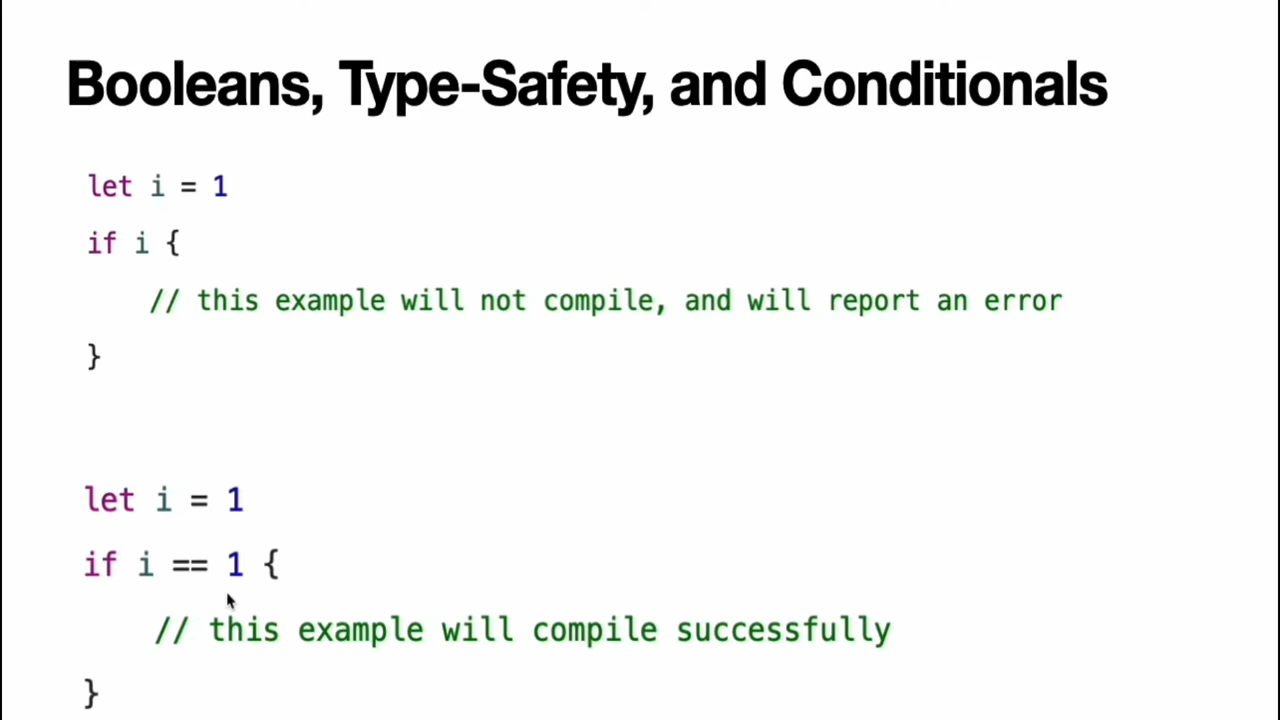 Booleans, Type-Safety, and Conditionals
let i = 1
if i {
// this example will not compile, and will report an error
}
let i = 1
if i == 1 {
// this example will compile successfully
}